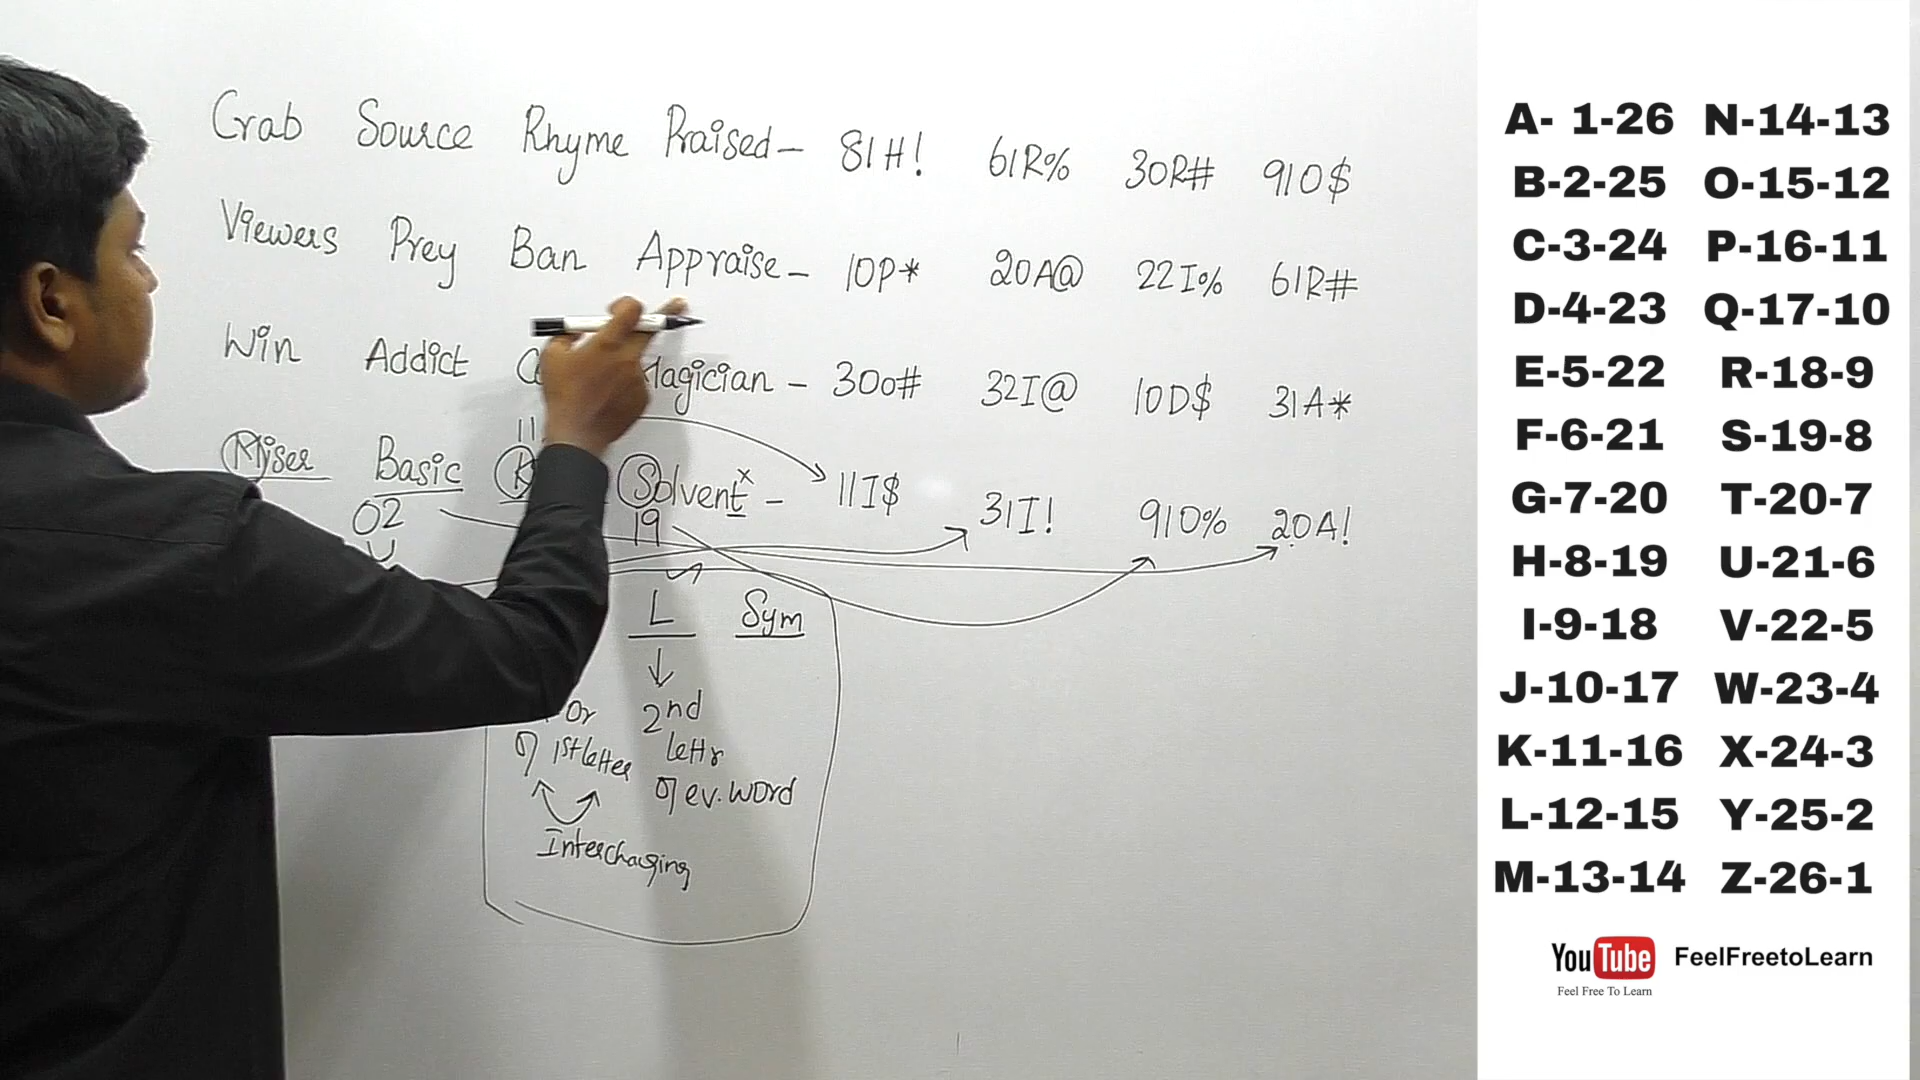 Crab Source Rhyme Praised – 81H! 61R% 30R# 910$
Viewers Prey Ban Appraise – 10P* 20A@ 22I% 61R#
Win Addict Magician – 30o# 32I@ 10D$ 31A*
11
Miser Basic K Solvent x – 11I$ 31I! 910% 20A!
02 19
L Sym
or 2nd
of 1st letter lettr
of ev. word
Interchanging
A- 1-26 N-14-13
B-2-25 O-15-12
C-3-24 P-16-11
D-4-23 Q-17-10
E-5-22 R-18-9
F-6-21 S-19-8
G-7-20 T-20-7
H-8-19 U-21-6
I-9-18 V-22-5
J-10-17 W-23-4
K-11-16 X-24-3
L-12-15 Y-25-2
M-13-14 Z-26-1
YouTube FeelFreetoLearn
Feel Free To Learn